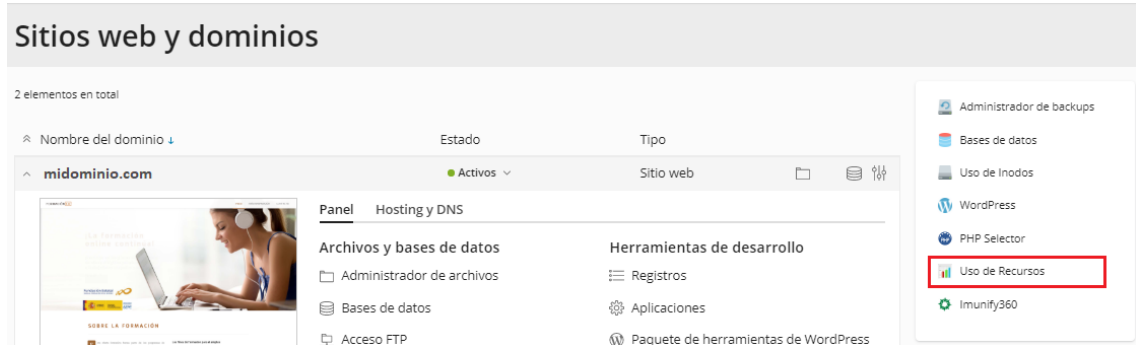 Sitios web y dominios
2 elementos en total
Nombre del dominio ↓ Estado Tipo
midominio.com Activos Sitio web
Panel Hosting y DNS
Archivos y bases de datos Herramientas de desarrollo
Administrador de archivos Registros
Bases de datos Aplicaciones
Acceso FTP Paquete de herramientas de WordPress
SOBRE LA FORMACIÓN
Administrador de backups
Bases de datos
Uso de Inodos
WordPress
PHP Selector
Uso de Recursos
Imunify360